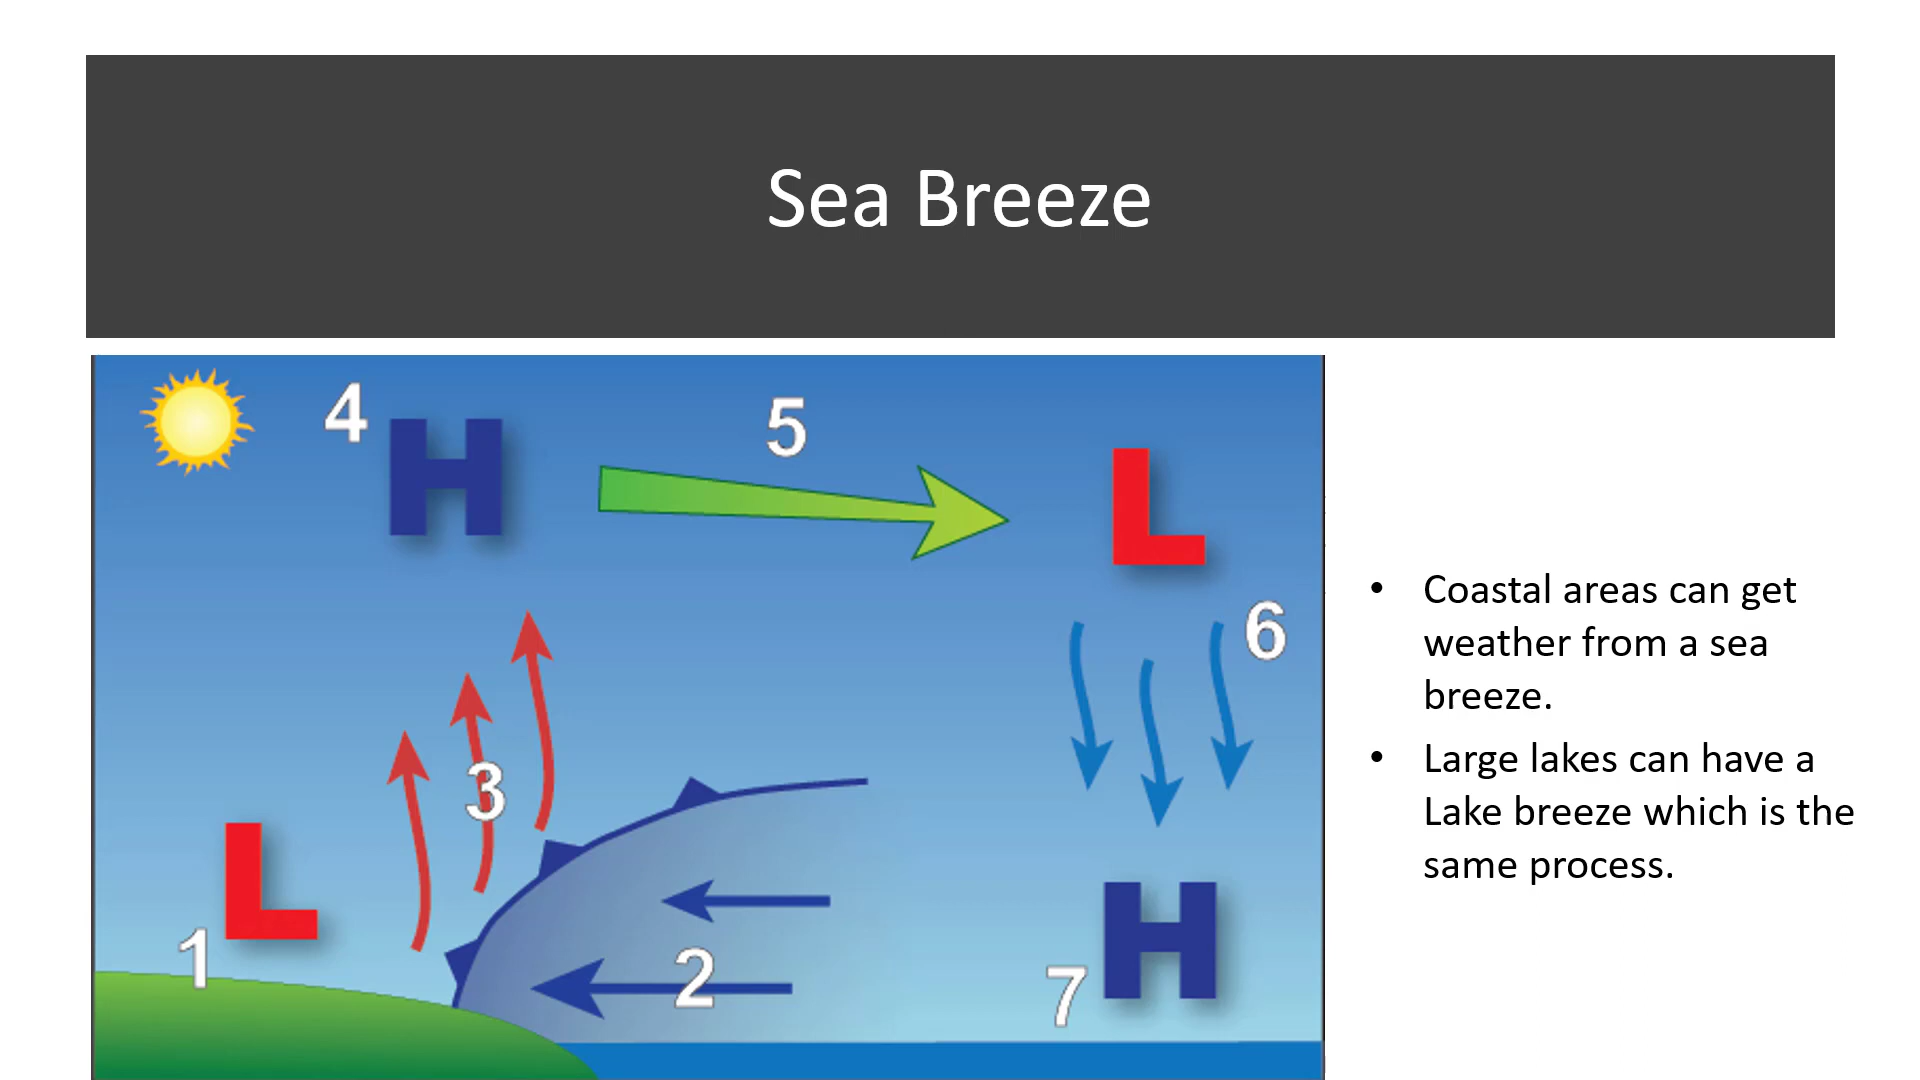 Sea Breeze
4
H
5
L
6
3
L
1
2
7
H
• Coastal areas can get
weather from a sea
breeze.
• Large lakes can have a
Lake breeze which is the
same process.